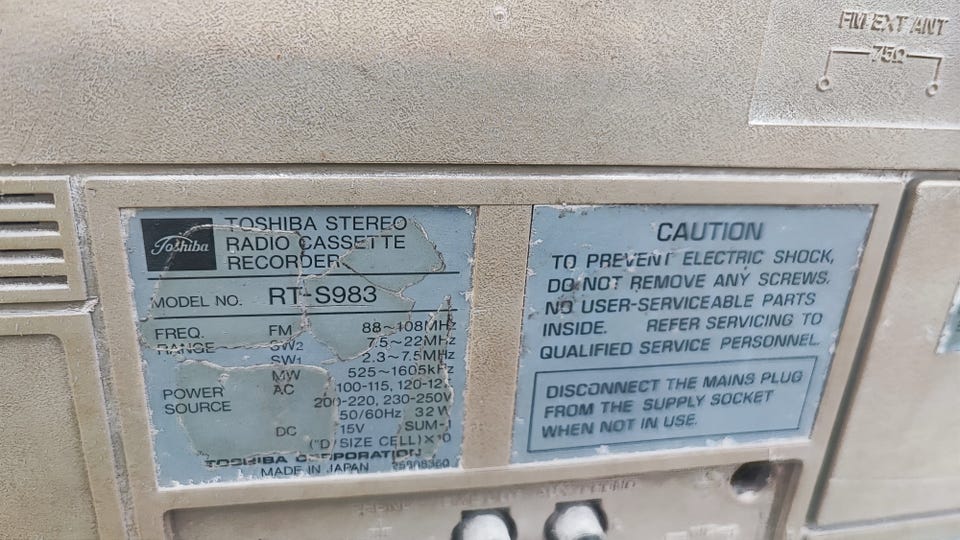 FM EXT ANT
75Ω
Toshiba
TOSHIBA STEREO
RADIO CASSETTE
RECORDER
MODEL NO. RT-S983
FREQ. RANGE FM 88~108MHz
SW2 7.5~22MHz
SW1 2.3~7.5MHz
MW 525~1605kHz
POWER SOURCE AC 100-115, 120-127
200-220, 230-250V
50/60Hz 32W
DC 15V SUM-1
("D" SIZE CELL)×10
TOSHIBA CORPORATION
MADE IN JAPAN
CAUTION
TO PREVENT ELECTRIC SHOCK,
DO NOT REMOVE ANY SCREWS.
NO USER-SERVICEABLE PARTS
INSIDE. REFER SERVICING TO
QUALIFIED SERVICE PERSONNEL.
DISCONNECT THE MAINS PLUG
FROM THE SUPPLY SOCKET
WHEN NOT IN USE.